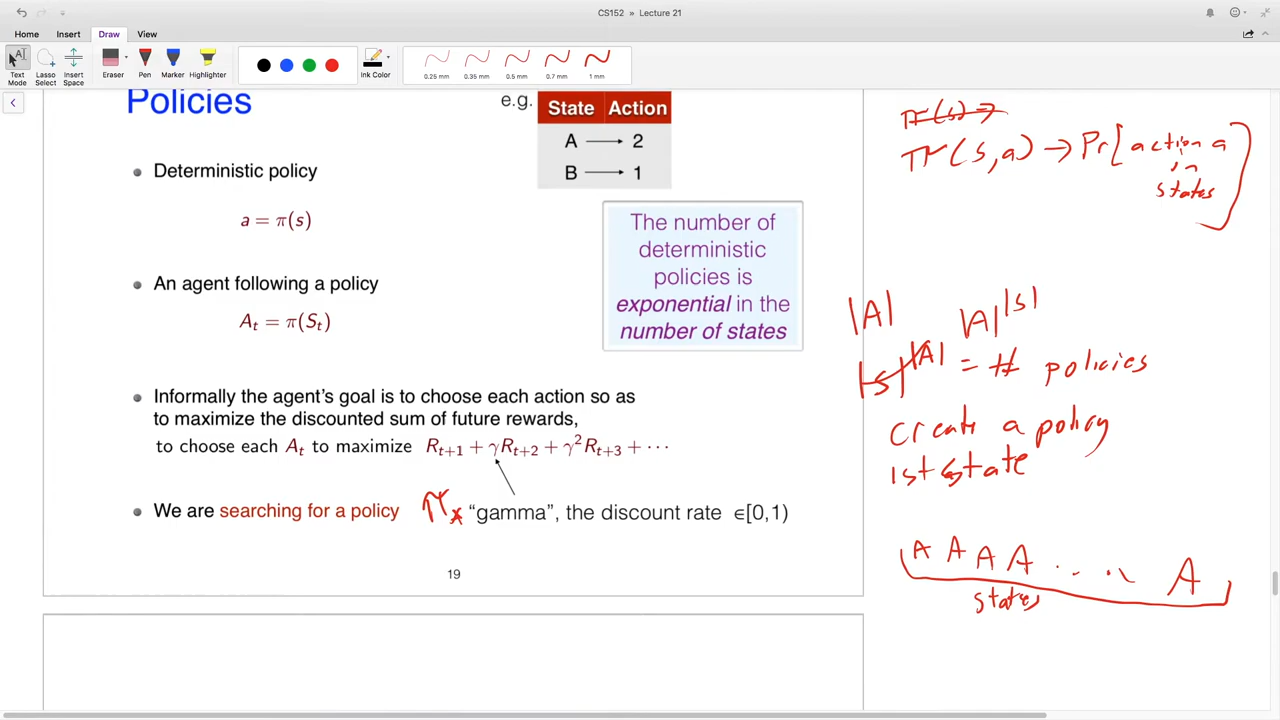 CS152 » Lecture 21
Home Insert Draw View
Text Mode
Lasso Select
Insert Space
Eraser
Pen
Marker
Highlighter
Ink Color
0.25 mm
0.35 mm
0.5 mm
0.7 mm
1 mm
Policies
e.g.
State Action
A → 2
B → 1
• Deterministic policy
a = π(s)
• An agent following a policy
A_t = π(S_t)
The number of
deterministic
policies is
exponential in the
number of states
• Informally the agent's goal is to choose each action so as
to maximize the discounted sum of future rewards,
to choose each A_t to maximize R_{t+1} + γR_{t+2} + γ²R_{t+3} + ···
• We are searching for a policy π_* "gamma", the discount rate ∈[0,1)
19
π(s) →
π(s,a) → Pr[action a
in
state s]
|A| |A|^|s|
|s|^|A| = # policies
create a policy
1st state
A A A A . . . A
states